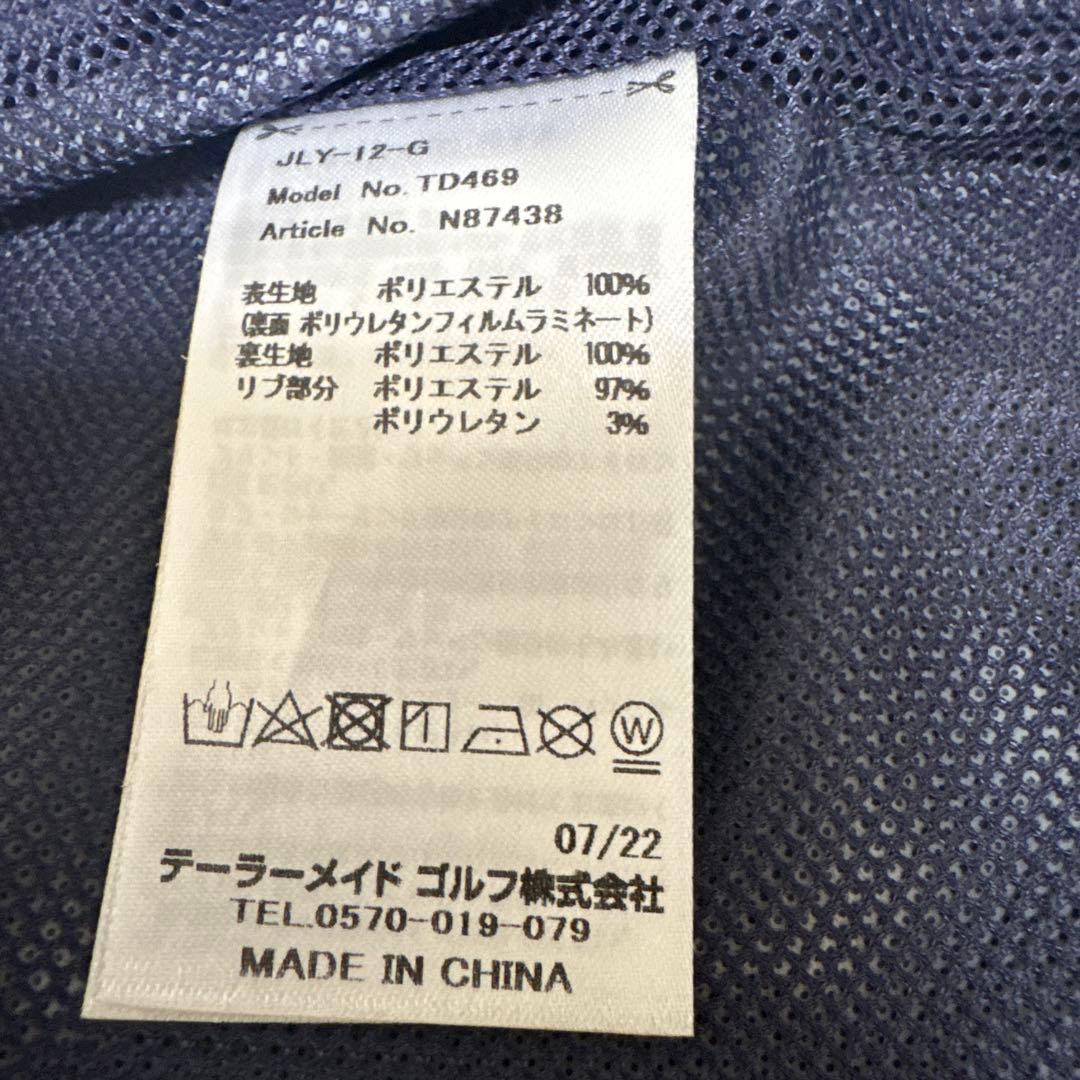 JLY-12-G
Model No. TD469
Article No. N87438
表生地 ポリエステル 100%
(裏面 ポリウレタンフィルムラミネート)
裏生地 ポリエステル 100%
リブ部分 ポリエステル 97%
ポリウレタン 3%
W
07/22
テーラーメイド ゴルフ株式会社
TEL.0570-019-079
MADE IN CHINA